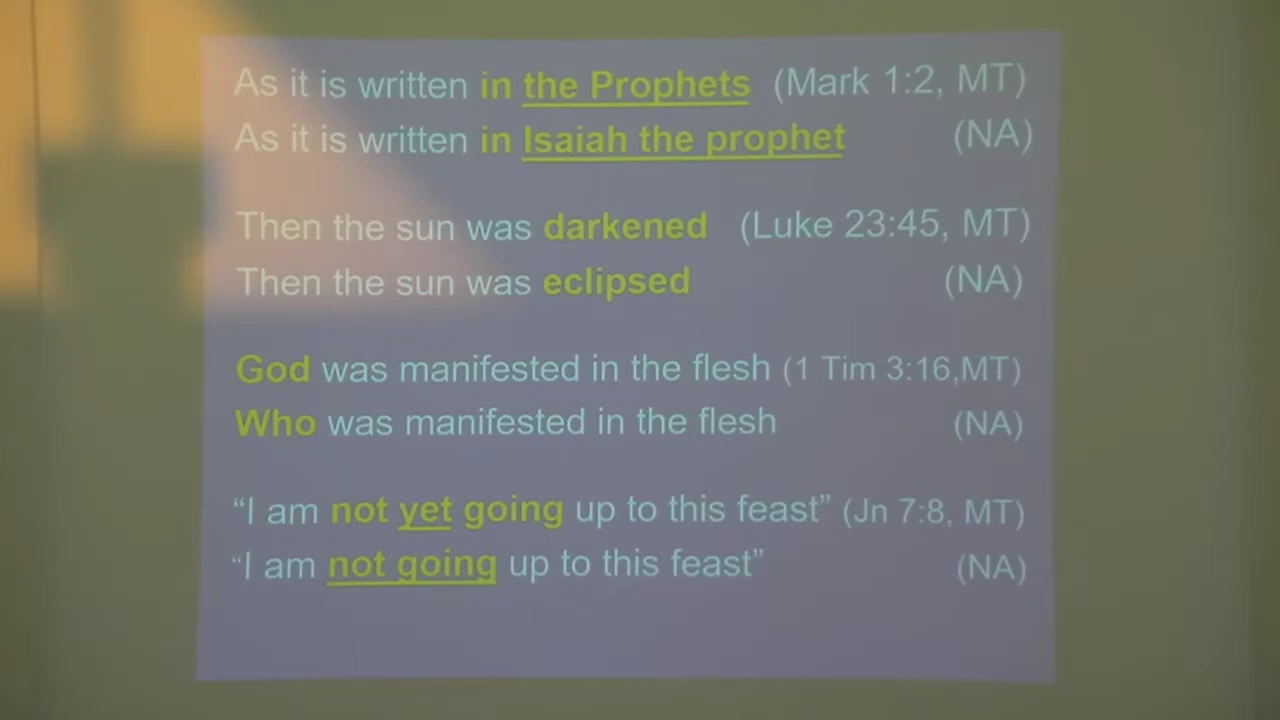 As it is written in the Prophets (Mark 1:2, MT)
As it is written in Isaiah the prophet (NA)
Then the sun was darkened (Luke 23:45, MT)
Then the sun was eclipsed (NA)
God was manifested in the flesh (1 Tim 3:16,MT)
Who was manifested in the flesh (NA)
“I am not yet going up to this feast” (Jn 7:8, MT)
“I am not going up to this feast” (NA)